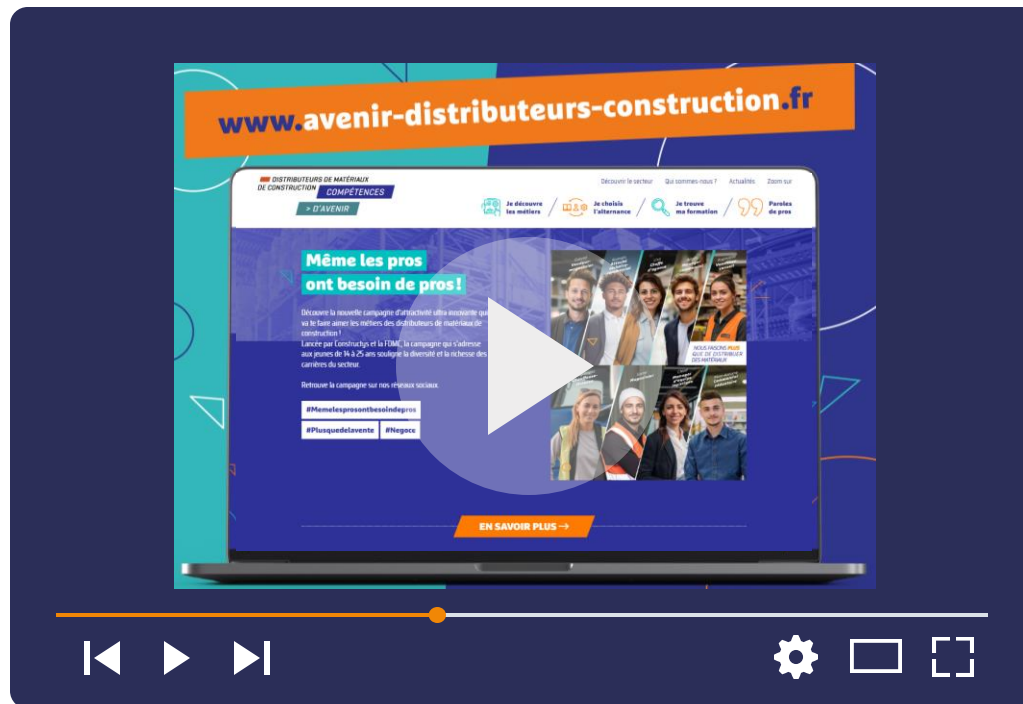 www.avenir-distributeurs-construction.fr
DISTRIBUTEURS DE MATÉRIAUX
DE CONSTRUCTION COMPÉTENCES
> D'AVENIR
Découvrir le secteur Qui sommes-nous ? Actualités Zoom sur
Je découvre
les métiers
Je choisis
l'alternance
Je trouve
ma formation
Paroles
de pros
Même les pros
ont besoin de pros !
Découvre la nouvelle campagne d'attractivité ultra innovante qui
va te faire aimer les métiers des distributeurs de matériaux de
construction !
Lancée par Constructys et la FDMC, la campagne qui s'adresse
aux jeunes de 14 à 25 ans souligne la diversité et la richesse des
carrières du secteur.
Retrouve la campagne sur nos réseaux sociaux.
#Memelesprosontbesoindepros
#Plusquedelavente #Negoce
NOUS FAISONS PLUS
QUE DE DISTRIBUER
DES MATÉRIAUX
EN SAVOIR PLUS →